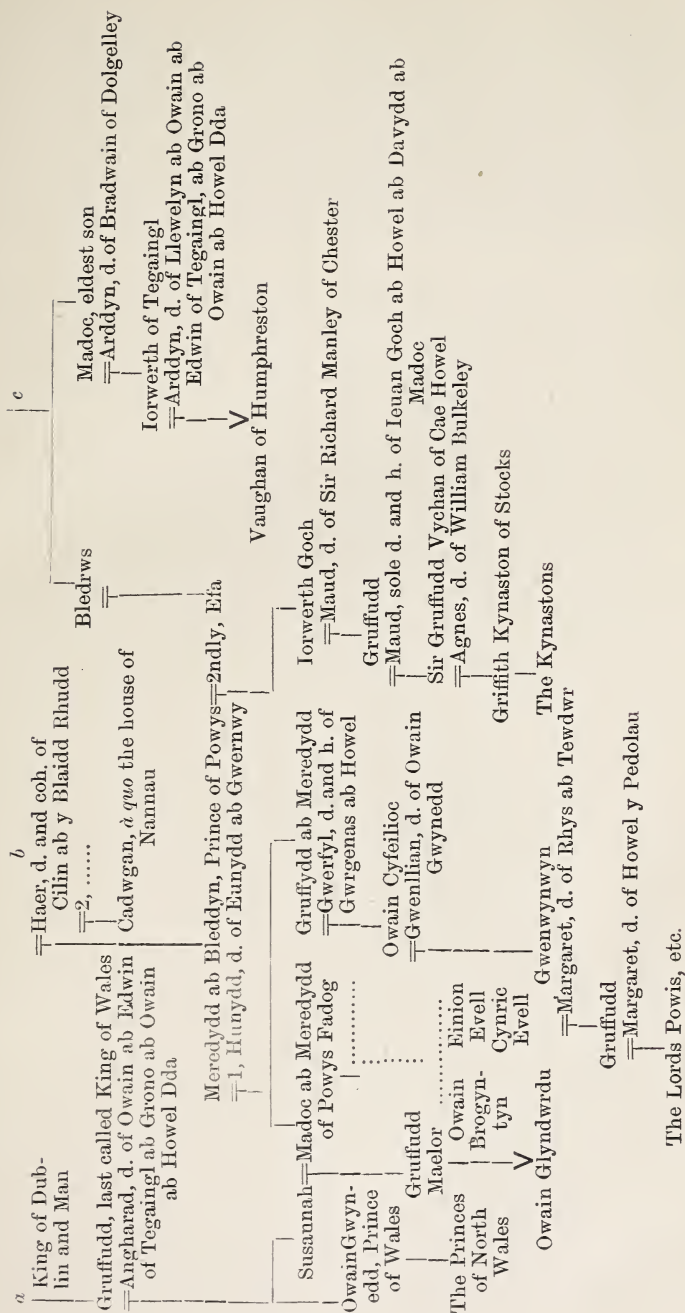 a
King of Dub-
lin and Man
Gruffudd, last called King of Wales
=Angharad, d. of Owain ab Edwin
of Tegaingl ab Grono ab Owain
ab Howel Dda
b
=Haer, d. and coh. of
Cilin ab y Blaidd Rhudd
=2, ......
Cadwgan, à quo the house of
Nannau
c
Bledrws
=
Madoc, eldest son
=Arddyn, d. of Bradwain of Dolgelley
Iorwerth of Tegaingl
=Arddyn, d. of Llewelyn ab Owain ab
Edwin of Tegaingl, ab Grono ab
Owain ab Howel Dda
Vaughan of Humphreston
Meredydd ab Bleddyn, Prince of Powys=2ndly, Efa
=1, Hunydd, d. of Eunydd ab Gwernwy
Susannah=Madoc ab Meredydd
of Powys Fadog
Gruffydd ab Meredydd
=Gwerfyl, d. and h. of
Gwrgenas ab Howel
Iorwerth Goch
=Maud, d. of Sir Richard Manley of Chester
OwainGwyn-
edd, Prince
of Wales
Gruffudd
Maelor
Owain Cyfeilioc
=Gwenllian, d. of Owain
Gwynedd
Gruffudd
=Maud, sole d. and h. of Ieuan Goch ab Howel ab Davydd ab
Madoc
The Princes
of North
Wales
Owain
Brogyn-
tyn
Einion
Evell
Cynric
Evell
Sir Gruffudd Vychan of Cae Howel
=Agnes, d. of William Bulkeley
Owain Glyndwrdu
Gwenwynwyn
=Margaret, d. of Rhys ab Tewdwr
Griffith Kynaston of Stocks
The Kynastons
Gruffudd
=Margaret, d. of Howel y Pedolau
The Lords Powis, etc.